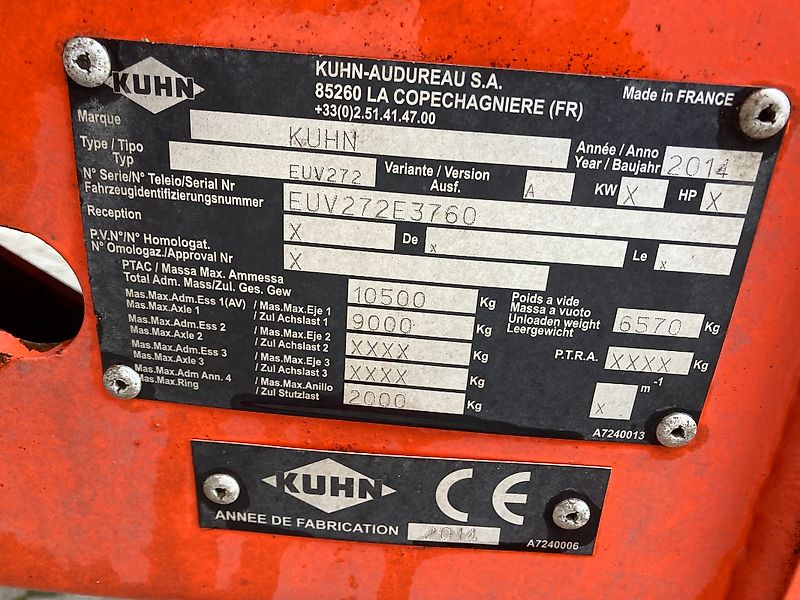 KUHN
KUHN-AUDUREAU S.A.
85260 LA COPECHAGNIERE (FR)
+33(0)2.51.41.47.00
Made in FRANCE
Marque KUHN
Année / Anno
Year / Baujahr 2014
Type / Tipo
Typ EUV272
Variante / Version
Ausf. A
KW X HP X
N° Serie/N° Teleio/Serial Nr
Fahrzeugidentifizierungsnummer EUV272E3760
Reception X De x Le x
P.V.N°/N° Homologat.
N° Omologaz./Approval Nr X
PTAC / Massa Max. Ammessa
Total Adm. Mass/Zul. Ges. Gew 10500 Kg
Poids a vide
Massa a vuoto
Unloaden weight
Leergewicht 6570 Kg
Mas.Max.Adm.Ess 1(AV) / Mas.Max.Eje 1
Mas.Max.Axle 1 / Zul Achslast 1 9000 Kg
Mas.Max.Adm.Ess 2 / Mas.Max.Eje 2
Mas.Max.Axle 2 / Zul Achslast 2 XXXX Kg
P.T.R.A. XXXX Kg
Mas.Max.Adm.Ess 3 / Mas.Max.Eje 3
Mas.Max.Axle 3 / Zul Achslast 3 XXXX Kg
Mas.Max.Adm Ann. 4 / Mas.Max.Anillo
Mas.Max.Ring / Zul Stutzlast 2000 Kg
x m-1
A7240013
KUHN CE
ANNEE DE FABRICATION 2014
A7240006